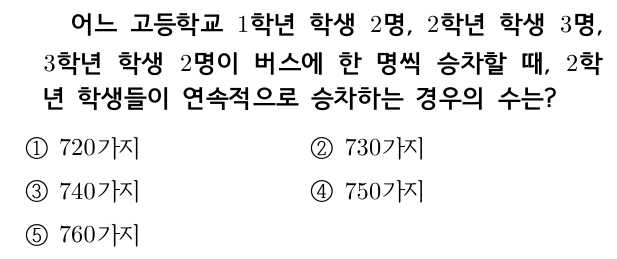 어느 고등학교 1학년 학생 2명, 2학년 학생 3명,
3학년 학생 2명이 버스에 한 명씩 승차할 때, 2학
년 학생들이 연속적으로 승차하는 경우의 수는?
① 720가지 ② 730가지
③ 740가지 ④ 750가지
⑤ 760가지